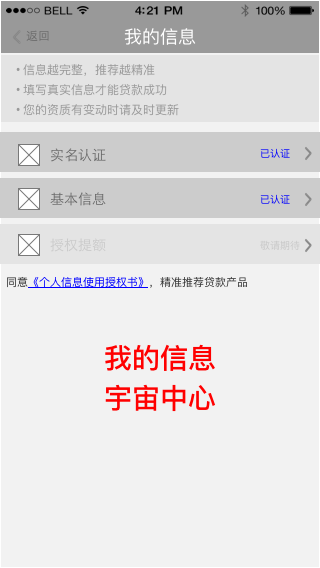 BELL 4:21 PM 100%
返回 我的信息
• 信息越完整，推荐越精准
• 填写真实信息才能贷款成功
• 您的资质有变动时请及时更新
实名认证 已认证
基本信息 已认证
授权提额 敬请期待
同意《个人信息使用授权书》，精准推荐贷款产品
我的信息
宇宙中心